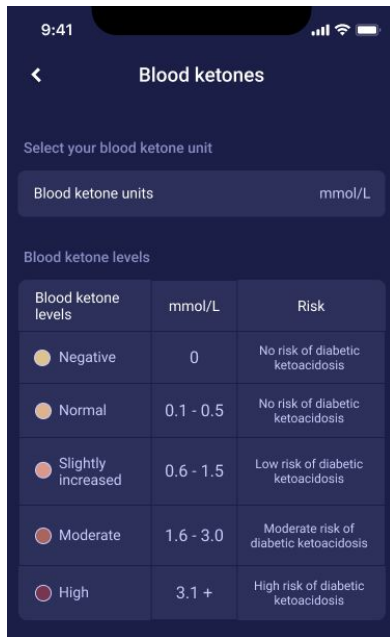 9:41
Blood ketones
Select your blood ketone unit
Blood ketone units mmol/L
Blood ketone levels
Blood ketone
levels
mmol/L
Risk
Negative
0
No risk of diabetic
ketoacidosis
Normal
0.1 - 0.5
No risk of diabetic
ketoacidosis
Slightly
increased
0.6 - 1.5
Low risk of diabetic
ketoacidosis
Moderate
1.6 - 3.0
Moderate risk of
diabetic ketoacidosis
High
3.1 +
High risk of diabetic
ketoacidosis